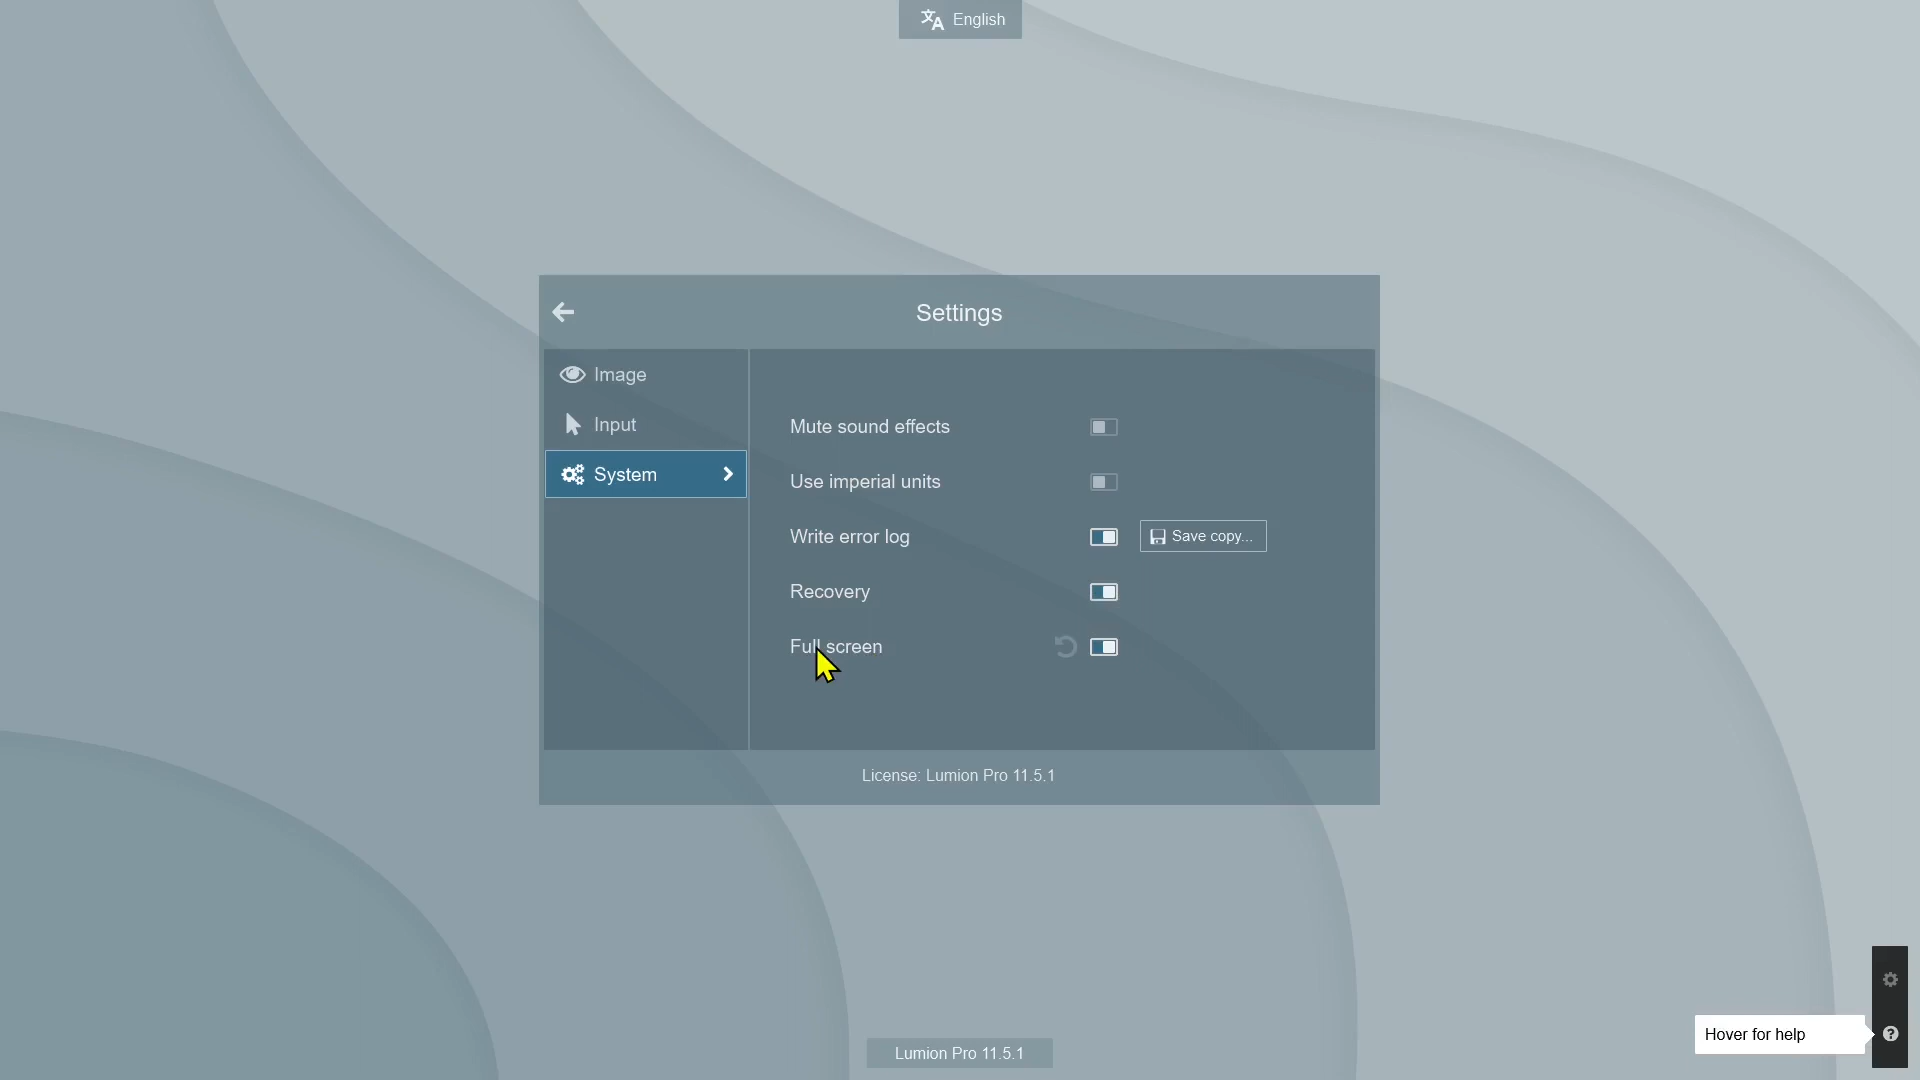 English
Settings
Image
Input
System
Mute sound effects
Use imperial units
Write error log
Save copy...
Recovery
Full screen
License: Lumion Pro 11.5.1
Hover for help
Lumion Pro 11.5.1